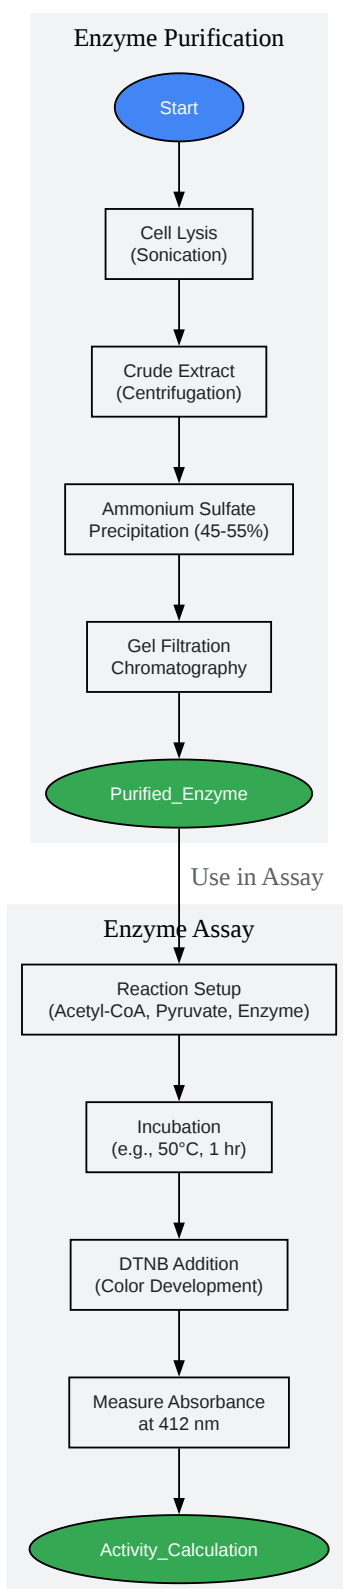 Enzyme Purification
Start
Cell Lysis
(Sonication)
Crude Extract
(Centrifugation)
Ammonium Sulfate
Precipitation (45-55%)
Gel Filtration
Chromatography
Purified_Enzyme
Use in Assay
Enzyme Assay
Reaction Setup
(Acetyl-CoA, Pyruvate, Enzyme)
Incubation
(e.g., 50°C, 1 hr)
DTNB Addition
(Color Development)
Measure Absorbance
at 412 nm
Activity_Calculation